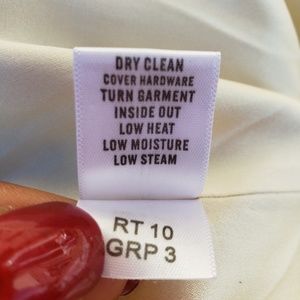 DRY CLEAN
COVER HARDWARE
TURN GARMENT
INSIDE OUT
LOW HEAT
LOW MOISTURE
LOW STEAM
RT 10
GRP 3